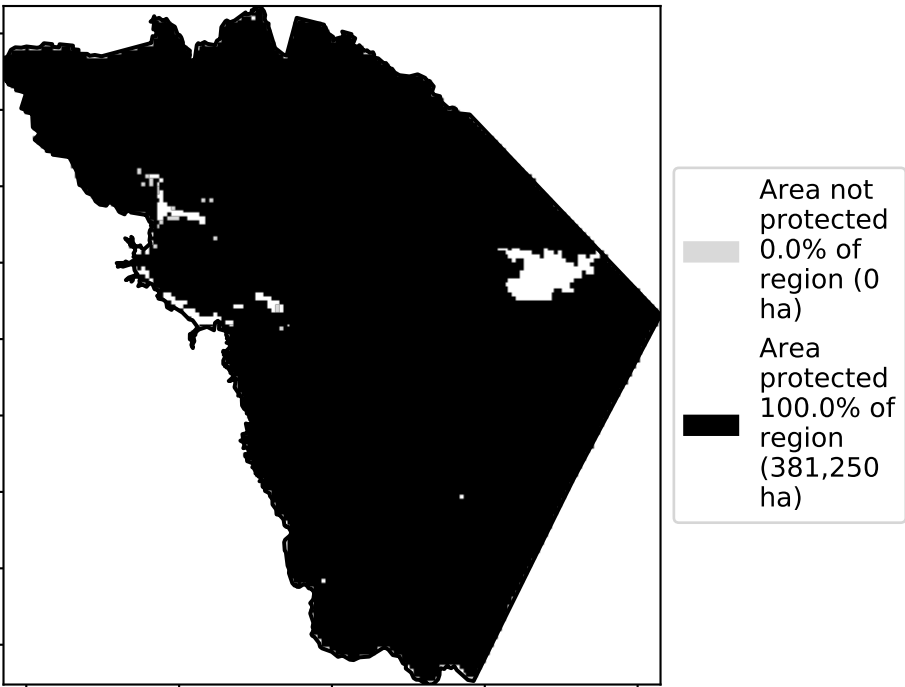 Area not
protected
0.0% of
region (0
ha)
Area
protected
100.0% of
region
(381,250
ha)